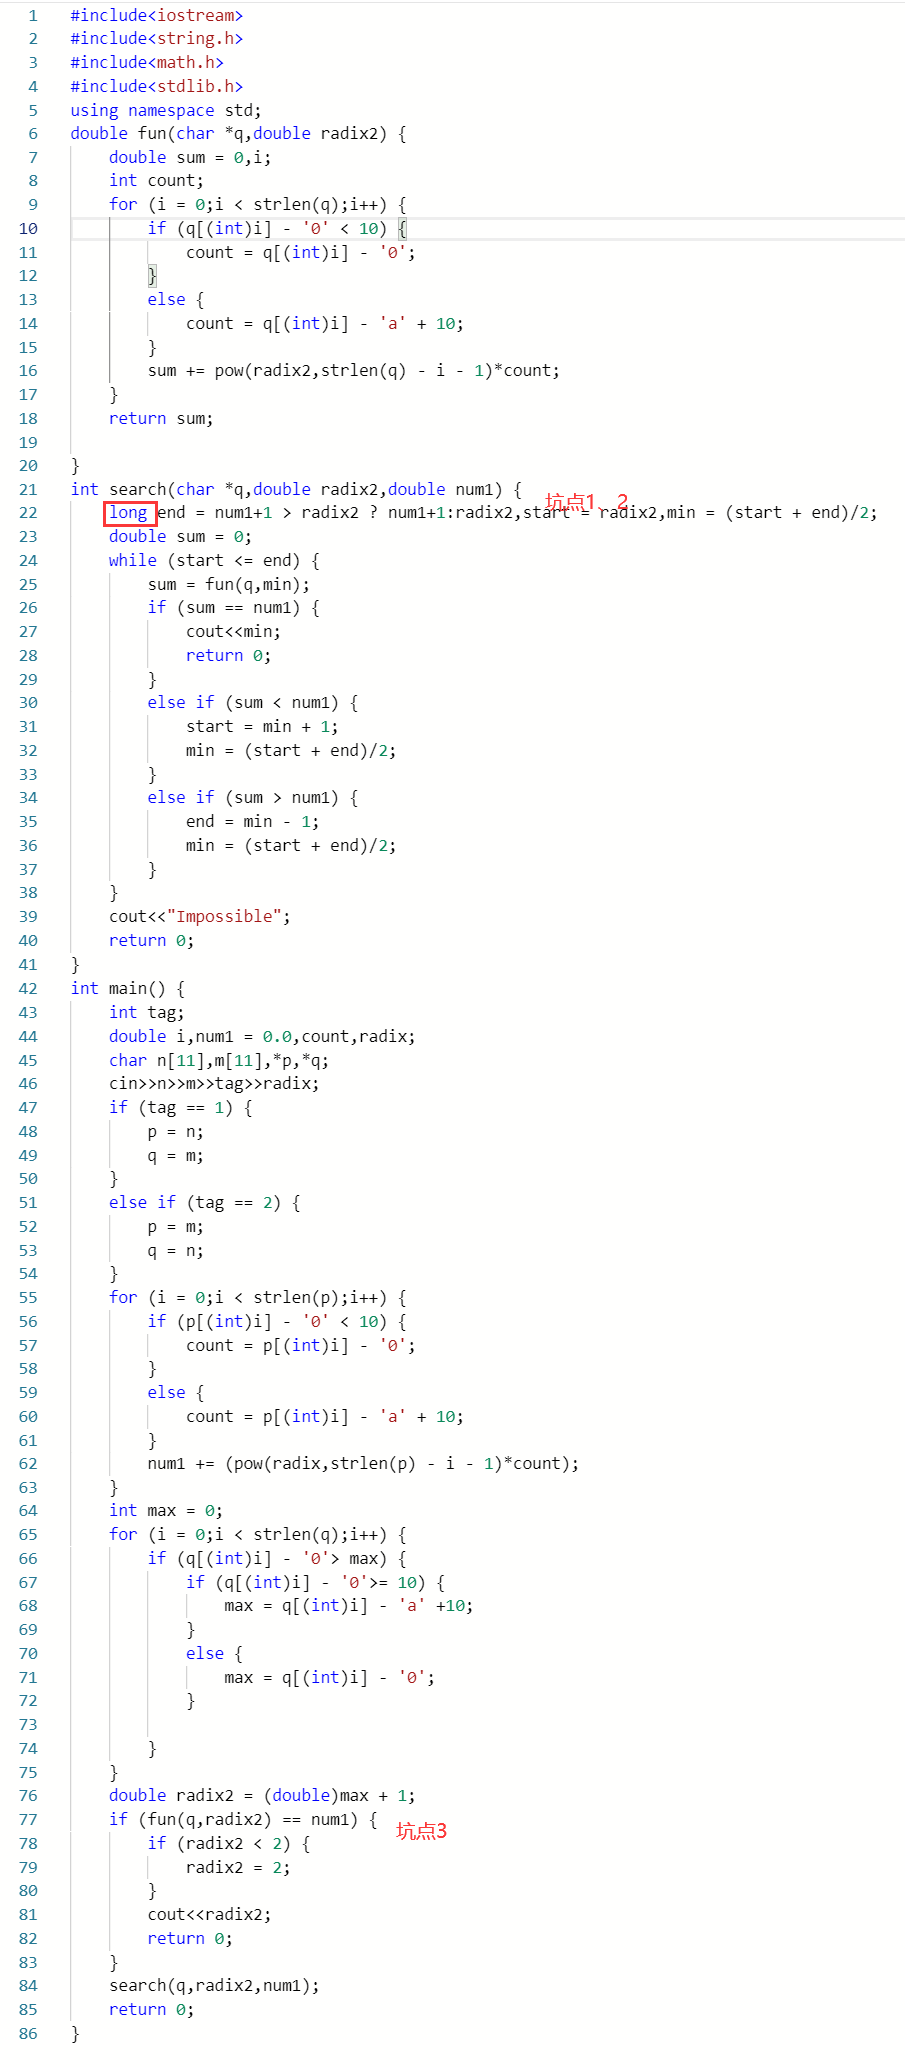 1 #include<iostream>
2 #include<string.h>
3 #include<math.h>
4 #include<stdlib.h>
5 using namespace std;
6 double fun(char *q,double radix2) {
7     double sum = 0,i;
8     int count;
9     for (i = 0;i < strlen(q);i++) {
10         if (q[(int)i] - '0' < 10) {
11             count = q[(int)i] - '0';
12         }
13         else {
14             count = q[(int)i] - 'a' + 10;
15         }
16         sum += pow(radix2,strlen(q) - i - 1)*count;
17     }
18     return sum;
19
20 }
21 int search(char *q,double radix2,double num1) {
坑点1、2
22     long end = num1+1 > radix2 ? num1+1:radix2,start = radix2,min = (start + end)/2;
23     double sum = 0;
24     while (start <= end) {
25         sum = fun(q,min);
26         if (sum == num1) {
27             cout<<min;
28             return 0;
29         }
30         else if (sum < num1) {
31             start = min + 1;
32             min = (start + end)/2;
33         }
34         else if (sum > num1) {
35             end = min - 1;
36             min = (start + end)/2;
37         }
38     }
39     cout<<"Impossible";
40     return 0;
41 }
42 int main() {
43     int tag;
44     double i,num1 = 0.0,count,radix;
45     char n[11],m[11],*p,*q;
46     cin>>n>>m>>tag>>radix;
47     if (tag == 1) {
48         p = n;
49         q = m;
50     }
51     else if (tag == 2) {
52         p = m;
53         q = n;
54     }
55     for (i = 0;i < strlen(p);i++) {
56         if (p[(int)i] - '0' < 10) {
57             count = p[(int)i] - '0';
58         }
59         else {
60             count = p[(int)i] - 'a' + 10;
61         }
62         num1 += (pow(radix,strlen(p) - i - 1)*count);
63     }
64     int max = 0;
65     for (i = 0;i < strlen(q);i++) {
66         if (q[(int)i] - '0'> max) {
67             if (q[(int)i] - '0'>= 10) {
68                 max = q[(int)i] - 'a' +10;
69             }
70             else {
71                 max = q[(int)i] - '0';
72             }
73
74         }
75     }
76     double radix2 = (double)max + 1;
77     if (fun(q,radix2) == num1) {
坑点3
78         if (radix2 < 2) {
79             radix2 = 2;
80         }
81         cout<<radix2;
82         return 0;
83     }
84     search(q,radix2,num1);
85     return 0;
86 }